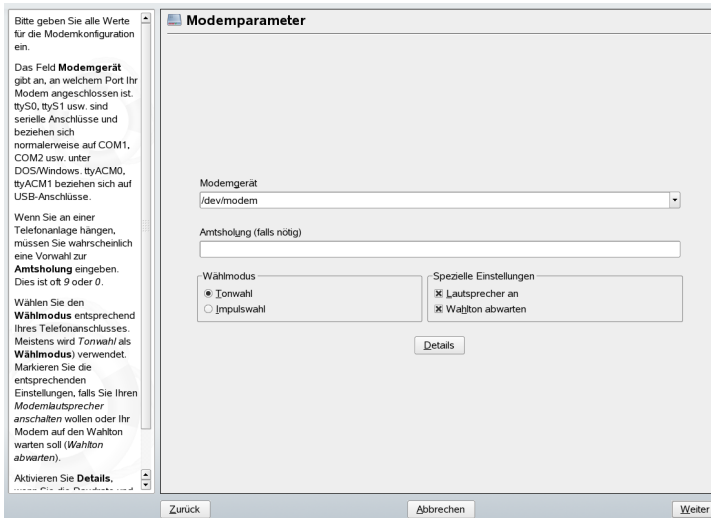 Bitte geben Sie alle Werte
für die Modemkonfiguration
ein.
Das Feld Modemgerät
gibt an, an welchem Port Ihr
Modem angeschlossen ist.
ttyS0, ttyS1 usw. sind
serielle Anschlüsse und
beziehen sich
normalerweise auf COM1,
COM2 usw. unter
DOS/Windows. ttyACM0,
ttyACM1 beziehen sich auf
USB-Anschlüsse.
Wenn Sie an einer
Telefonanlage hängen,
müssen Sie wahrscheinlich
eine Vorwahl zur
Amtsholung eingeben.
Dies ist oft 9 oder 0.
Wählen Sie den
Wählmodus entsprechend
Ihres Telefonanschlusses.
Meistens wird Tonwahl als
Wählmodus) verwendet.
Markieren Sie die
entsprechenden
Einstellungen, falls Sie Ihren
Modemlautsprecher
anschalten wollen oder Ihr
Modem auf den Wahlton
warten soll (Wahlton
abwarten).
Aktivieren Sie Details,
Modemparameter
Modemgerät
/dev/modem
Amtsholung (falls nötig)
Wählmodus
Tonwahl
Impulswahl
Spezielle Einstellungen
Lautsprecher an
Wahlton abwarten
Details
Zurück
Abbrechen
Weiter